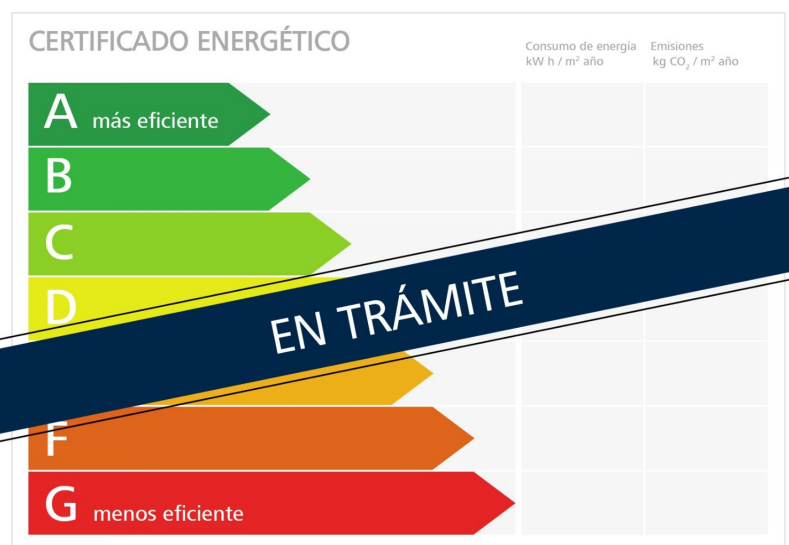 CERTIFICADO ENERGÉTICO
Consumo de energía
kW h / m² año
Emisiones
kg CO₂ / m² año
A más eficiente
B
C
D
EN TRÁMITE
F
G menos eficiente